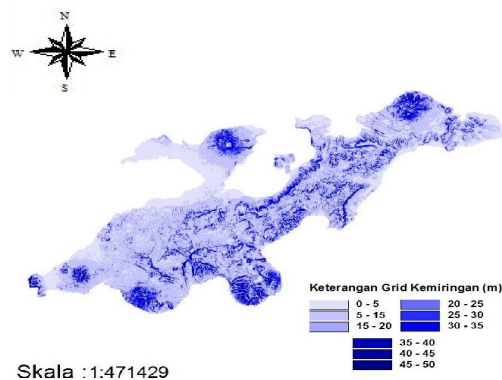 N
W E
S
Keterangan Grid Kemiringan (m)
0 - 5 20 - 25
5 - 15 25 - 30
15 - 20 30 - 35
35 - 40
40 - 45
45 - 50
Skala :1:471429